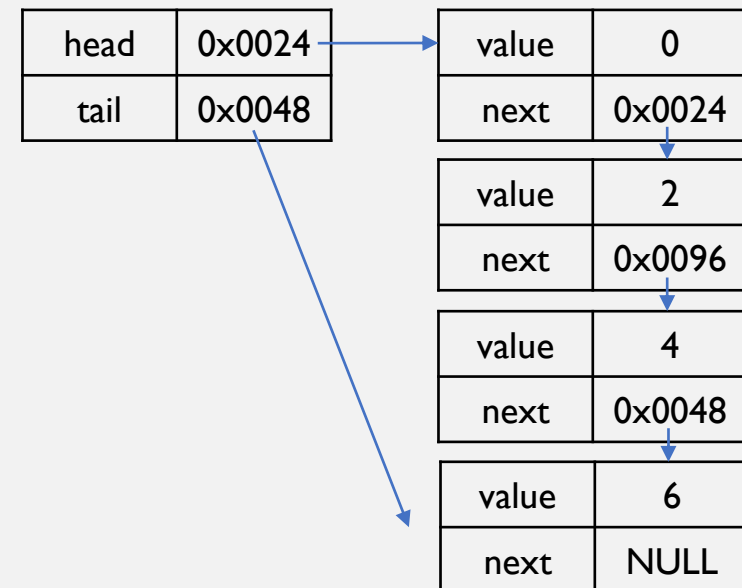 head 0x0024
tail 0x0048
value 0
next 0x0024
value 2
next 0x0096
value 4
next 0x0048
value 6
next NULL